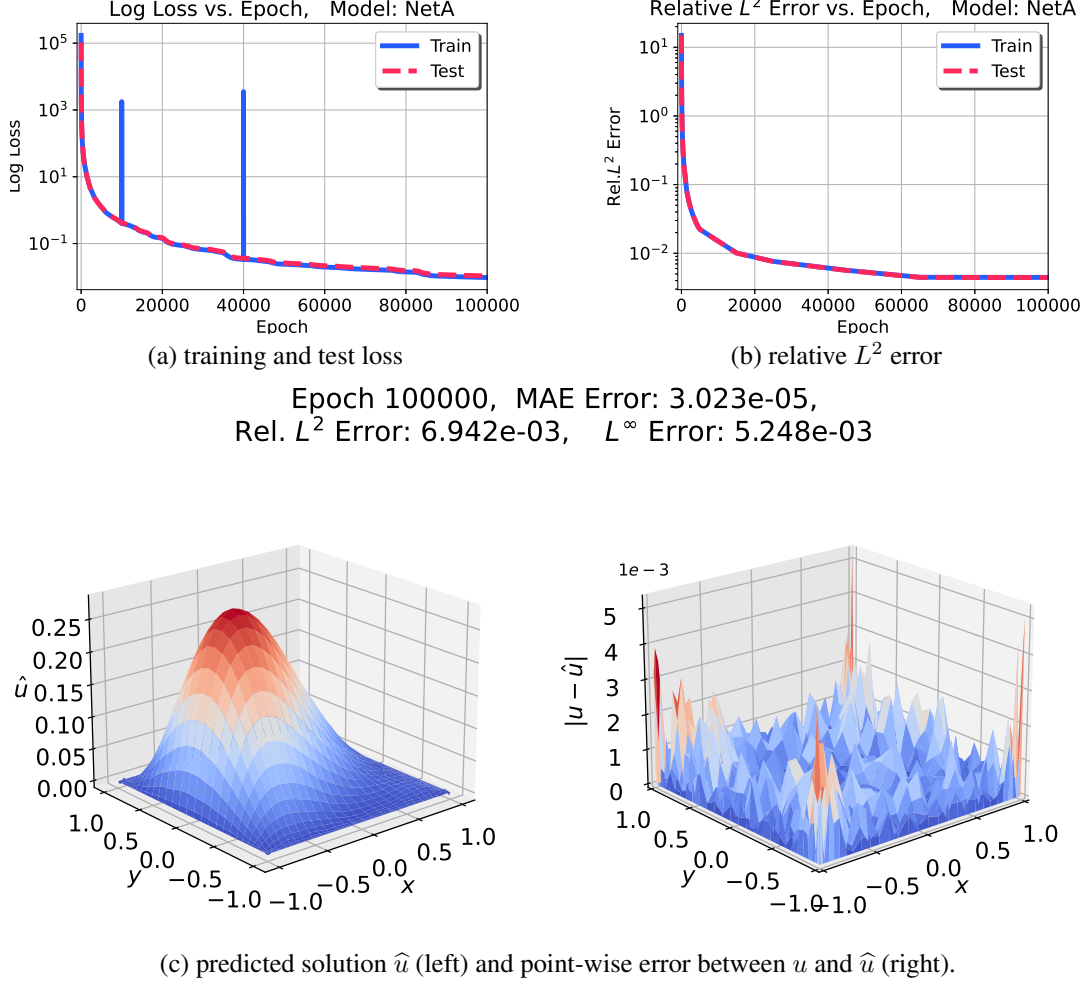 Log Loss vs. Epoch,   Model: NetA
10^5
10^3
10^1
10^−1
Log Loss
Train
Test
0 20000 40000 60000 80000 100000
Epoch
(a) training and test loss
Relative L^2 Error vs. Epoch,   Model: NetA
10^1
10^0
10^−1
10^−2
Rel.L^2 Error
Train
Test
0 20000 40000 60000 80000 100000
Epoch
(b) relative L^2 error
Epoch 100000,  MAE Error: 3.023e-05,
Rel. L^2 Error: 6.942e-03,    L^∞ Error: 5.248e-03
0.25
0.20
0.15
0.10
0.05
0.00
û
1.0
0.5
0.0
−0.5
−1.0
y
−1.0
−0.5
0.0
0.5
1.0
x
1e−3
5
4
3
2
1
0
|u − û|
1.0
0.5
0.0
−0.5
−1.0
y
−1.0
−0.5
0.0
0.5
1.0
x
(c) predicted solution û (left) and point-wise error between u and û (right).